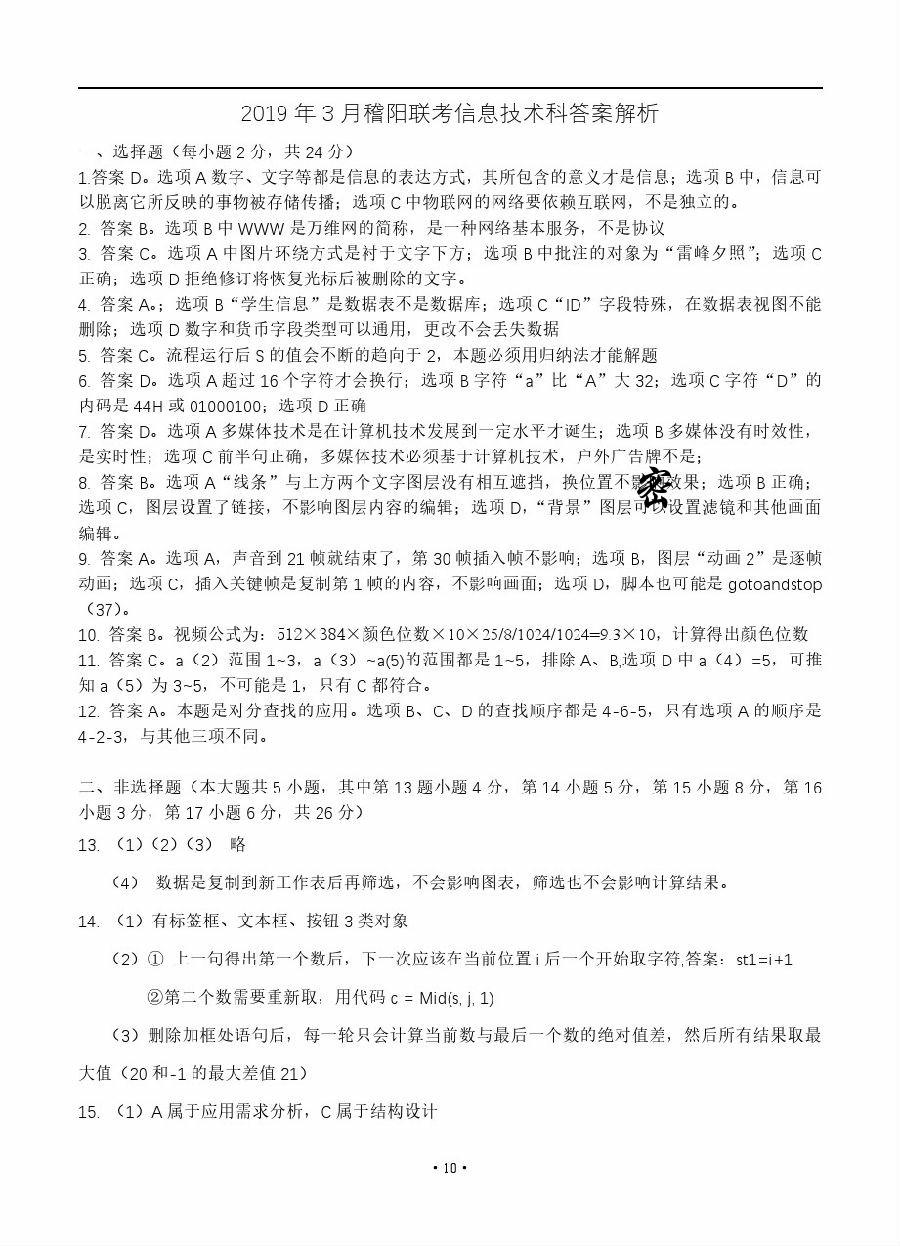 2019 年 3 月稽阳联考信息技术科答案解析
、选择题（每小题 2 分，共 24 分）
1.答案 D。选项 A 数字、文字等都是信息的表达方式，其所包含的意义才是信息；选项 B 中，信息可
以脱离它所反映的事物被存储传播；选项 C 中物联网的网络要依赖互联网，不是独立的。
2. 答案 B。选项 B 中 WWW 是万维网的简称，是一种网络基本服务，不是协议
3. 答案 C。选项 A 中图片环绕方式是衬于文字下方；选项 B 中批注的对象为“雷峰夕照”；选项 C
正确；选项 D 拒绝修订将恢复光标后被删除的文字。
4. 答案 A。；选项 B“学生信息”是数据表不是数据库；选项 C“ID”字段特殊，在数据表视图不能
删除；选项 D 数字和货币字段类型可以通用，更改不会丢失数据
5. 答案 C。流程运行后 S 的值会不断的趋向于 2，本题必须用归纳法才能解题
6. 答案 D。选项 A 超过 16 个字符才会换行；选项 B 字符“a”比“A”大 32；选项 C 字符“D”的
内码是 44H 或 01000100；选项 D 正确
7. 答案 D。选项 A 多媒体技术是在计算机技术发展到一定水平才诞生；选项 B 多媒体没有时效性，
是实时性；选项 C 前半句正确，多媒体技术必须基于计算机技术，户外广告牌不是；
8. 答案 B。选项 A“线条”与上方两个文字图层没有相互遮挡，换位置不影 密 效果；选项 B 正确；
选项 C，图层设置了链接，不影响图层内容的编辑；选项 D，“背景”图层可以设置滤镜和其他画面
编辑。
9. 答案 A。选项 A，声音到 21 帧就结束了，第 30 帧插入帧不影响；选项 B，图层“动画 2”是逐帧
动画；选项 C，插入关键帧是复制第 1 帧的内容，不影响画面；选项 D，脚本也可能是 gotoandstop
（37）。
10. 答案 B。视频公式为：512×384×颜色位数×10×25/8/1024/1024=9.3×10，计算得出颜色位数
11. 答案 C。a（2）范围 1~3，a（3）~a(5)的范围都是 1~5，排除 A、B,选项 D 中 a（4）=5，可推
知 a（5）为 3~5，不可能是 1，只有 C 都符合。
12. 答案 A。本题是对分查找的应用。选项 B、C、D 的查找顺序都是 4-6-5，只有选项 A 的顺序是
4-2-3，与其他三项不同。
二、非选择题（本大题共 5 小题，其中第 13 题小题 4 分，第 14 小题 5 分，第 15 小题 8 分，第 16
小题 3 分，第 17 小题 6 分，共 26 分）
13. （1）（2）（3） 略
（4） 数据是复制到新工作表后再筛选，不会影响图表，筛选也不会影响计算结果。
14. （1）有标签框、文本框、按钮 3 类对象
（2）① 上一句得出第一个数后，下一次应该在当前位置 i 后一个开始取字符,答案：st1=i+1
②第二个数需要重新取，用代码 c = Mid(s, j, 1)
（3）删除加框处语句后，每一轮只会计算当前数与最后一个数的绝对值差，然后所有结果取最
大值（20 和-1 的最大差值 21）
15. （1）A 属于应用需求分析，C 属于结构设计
• 10 •